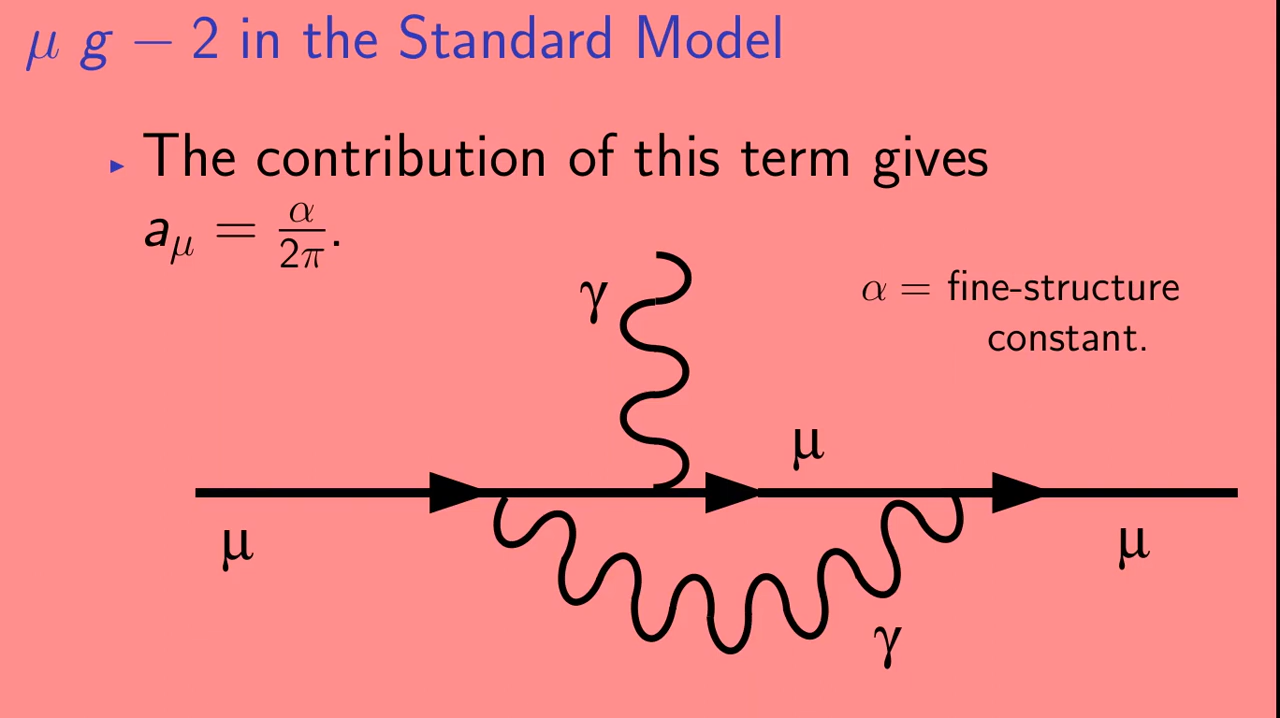 μ g − 2 in the Standard Model
▸ The contribution of this term gives
a_μ = α/2π.
γ
α = fine-structure
constant.
μ
μ
μ
γ